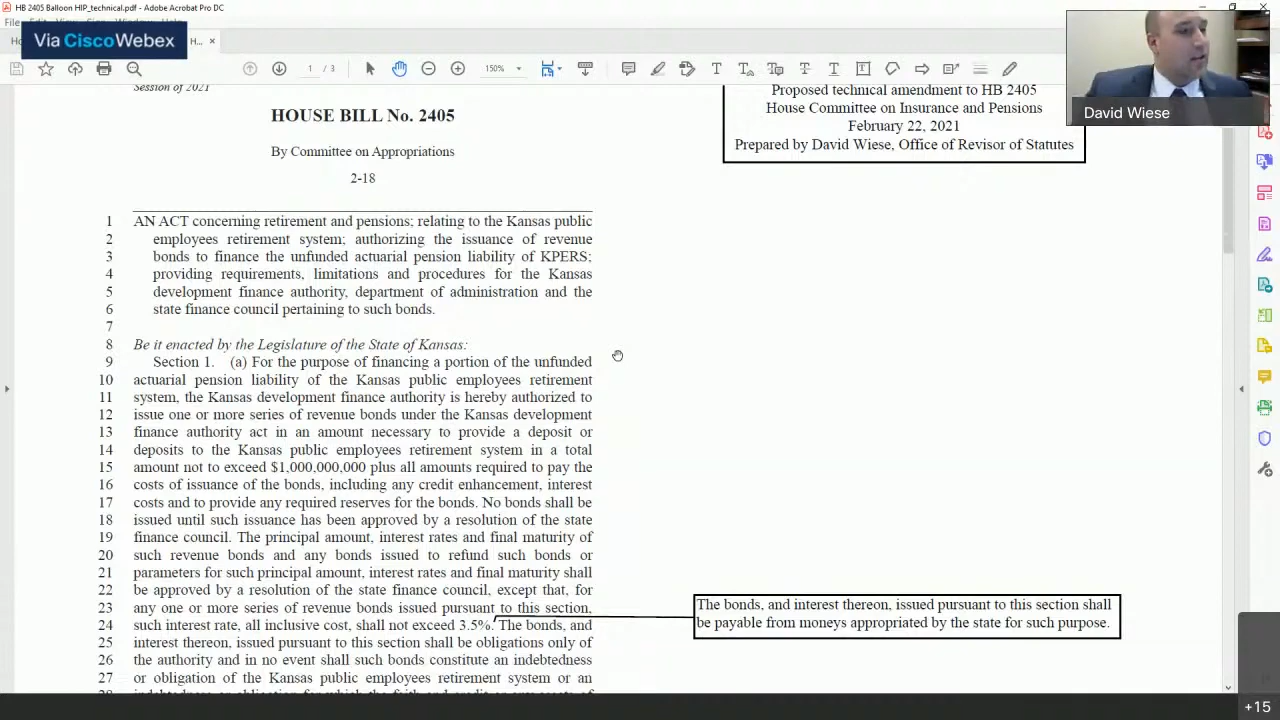 HB 2405 Balloon HIP_technical.pdf - Adobe Acrobat Pro DC
Via Cisco Webex
H...
1 / 3
150%
David Wiese
Session of 2021
HOUSE BILL No. 2405
By Committee on Appropriations
2-18
Proposed technical amendment to HB 2405
House Committee on Insurance and Pensions
February 22, 2021
Prepared by David Wiese, Office of Revisor of Statutes
1 AN ACT concerning retirement and pensions; relating to the Kansas public
2 employees retirement system; authorizing the issuance of revenue
3 bonds to finance the unfunded actuarial pension liability of KPERS;
4 providing requirements, limitations and procedures for the Kansas
5 development finance authority, department of administration and the
6 state finance council pertaining to such bonds.
7
8 Be it enacted by the Legislature of the State of Kansas:
9 Section 1. (a) For the purpose of financing a portion of the unfunded
10 actuarial pension liability of the Kansas public employees retirement
11 system, the Kansas development finance authority is hereby authorized to
12 issue one or more series of revenue bonds under the Kansas development
13 finance authority act in an amount necessary to provide a deposit or
14 deposits to the Kansas public employees retirement system in a total
15 amount not to exceed $1,000,000,000 plus all amounts required to pay the
16 costs of issuance of the bonds, including any credit enhancement, interest
17 costs and to provide any required reserves for the bonds. No bonds shall be
18 issued until such issuance has been approved by a resolution of the state
19 finance council. The principal amount, interest rates and final maturity of
20 such revenue bonds and any bonds issued to refund such bonds or
21 parameters for such principal amount, interest rates and final maturity shall
22 be approved by a resolution of the state finance council, except that, for
23 any one or more series of revenue bonds issued pursuant to this section,
24 such interest rate, all inclusive cost, shall not exceed 3.5%. The bonds, and
25 interest thereon, issued pursuant to this section shall be obligations only of
26 the authority and in no event shall such bonds constitute an indebtedness
27 or obligation of the Kansas public employees retirement system or an
The bonds, and interest thereon, issued pursuant to this section shall
be payable from moneys appropriated by the state for such purpose.
+15